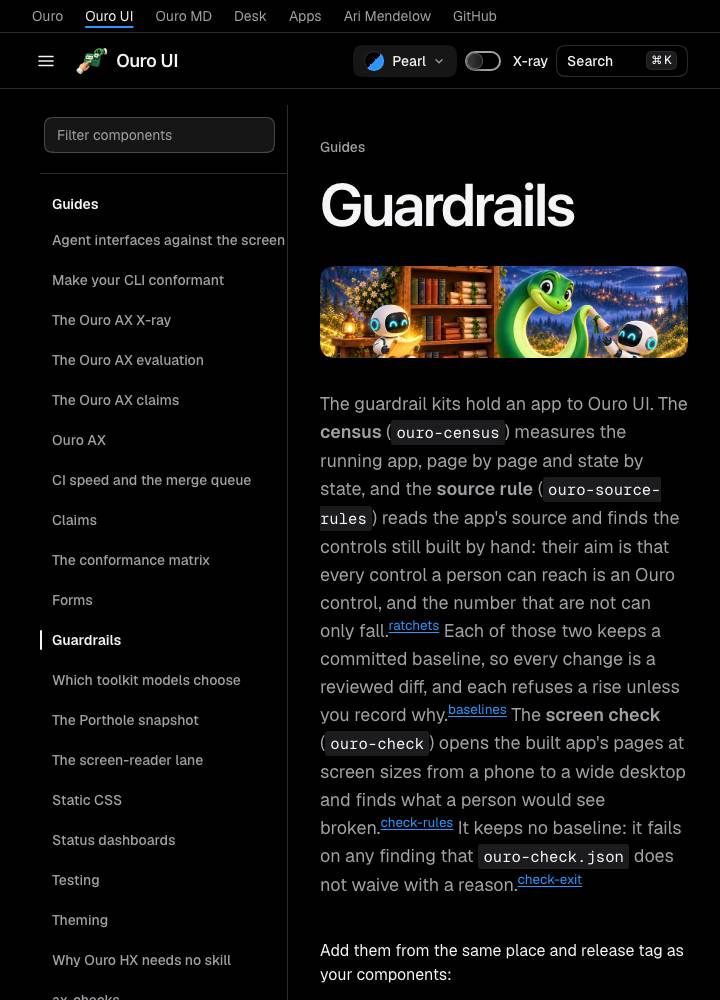 Ouro Ouro UI Ouro MD Desk Apps Ari Mendelow GitHub
Ouro UI
Pearl
X-ray
Search ⌘ K
Filter components
Guides
Agent interfaces against the screen
Make your CLI conformant
The Ouro AX X-ray
The Ouro AX evaluation
The Ouro AX claims
Ouro AX
CI speed and the merge queue
Claims
The conformance matrix
Forms
Guardrails
Which toolkit models choose
The Porthole snapshot
The screen-reader lane
Static CSS
Status dashboards
Testing
Theming
Why Ouro HX needs no skill
ax-checks
Guides
Guardrails
The guardrail kits hold an app to Ouro UI. The
census (ouro-census) measures the
running app, page by page and state by
state, and the source rule (ouro-source-
rules) reads the app's source and finds the
controls still built by hand: their aim is that
every control a person can reach is an Ouro
control, and the number that are not can
only fall.ratchets Each of those two keeps a
committed baseline, so every change is a
reviewed diff, and each refuses a rise unless
you record why.baselines The screen check
(ouro-check) opens the built app's pages at
screen sizes from a phone to a wide desktop
and finds what a person would see
broken.check-rules It keeps no baseline: it fails
on any finding that ouro-check.json does
not waive with a reason.check-exit
Add them from the same place and release tag as
your components: